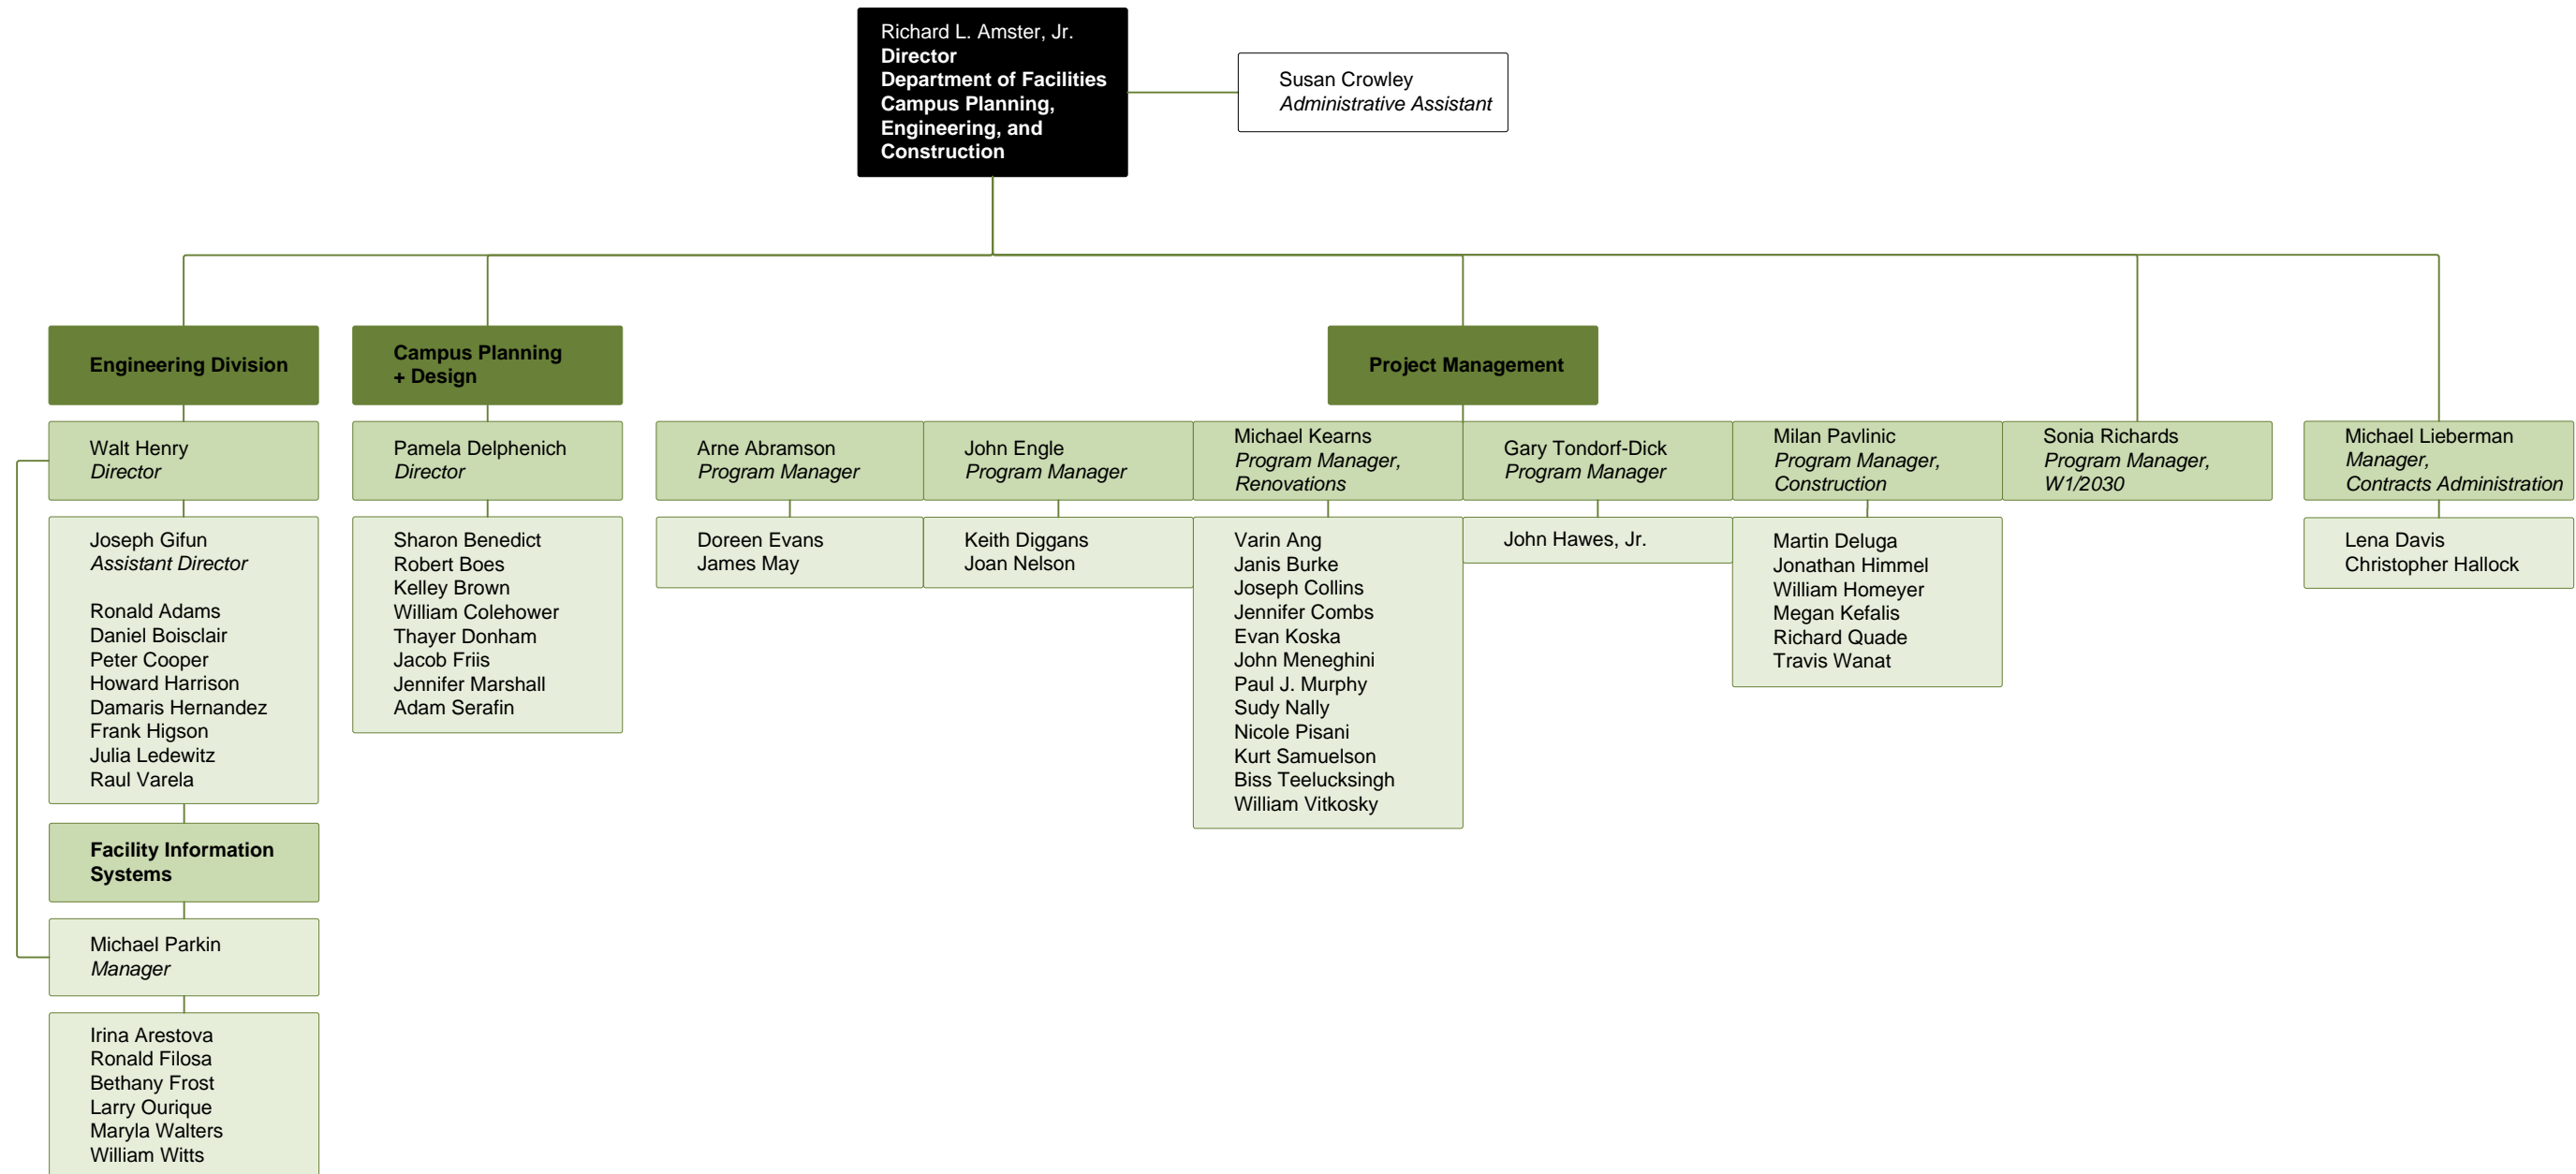 Richard L. Amster, Jr.
Director
Department of Facilities
Campus Planning,
Engineering, and
Construction
Susan Crowley
Administrative Assistant
Engineering Division
Campus Planning
+ Design
Project Management
Walt Henry
Director
Pamela Delphenich
Director
Arne Abramson
Program Manager
John Engle
Program Manager
Michael Kearns
Program Manager,
Renovations
Gary Tondorf-Dick
Program Manager
Milan Pavlinic
Program Manager,
Construction
Sonia Richards
Program Manager,
W1/2030
Michael Lieberman
Manager,
Contracts Administration
Joseph Gifun
Assistant Director
Ronald Adams
Daniel Boisclair
Peter Cooper
Howard Harrison
Damaris Hernandez
Frank Higson
Julia Ledewitz
Raul Varela
Sharon Benedict
Robert Boes
Kelley Brown
William Colehower
Thayer Donham
Jacob Friis
Jennifer Marshall
Adam Serafin
Doreen Evans
James May
Keith Diggans
Joan Nelson
Varin Ang
Janis Burke
Joseph Collins
Jennifer Combs
Evan Koska
John Meneghini
Paul J. Murphy
Sudy Nally
Nicole Pisani
Kurt Samuelson
Biss Teelucksingh
William Vitkosky
John Hawes, Jr.
Martin Deluga
Jonathan Himmel
William Homeyer
Megan Kefalis
Richard Quade
Travis Wanat
Lena Davis
Christopher Hallock
Facility Information
Systems
Michael Parkin
Manager
Irina Arestova
Ronald Filosa
Bethany Frost
Larry Ourique
Maryla Walters
William Witts